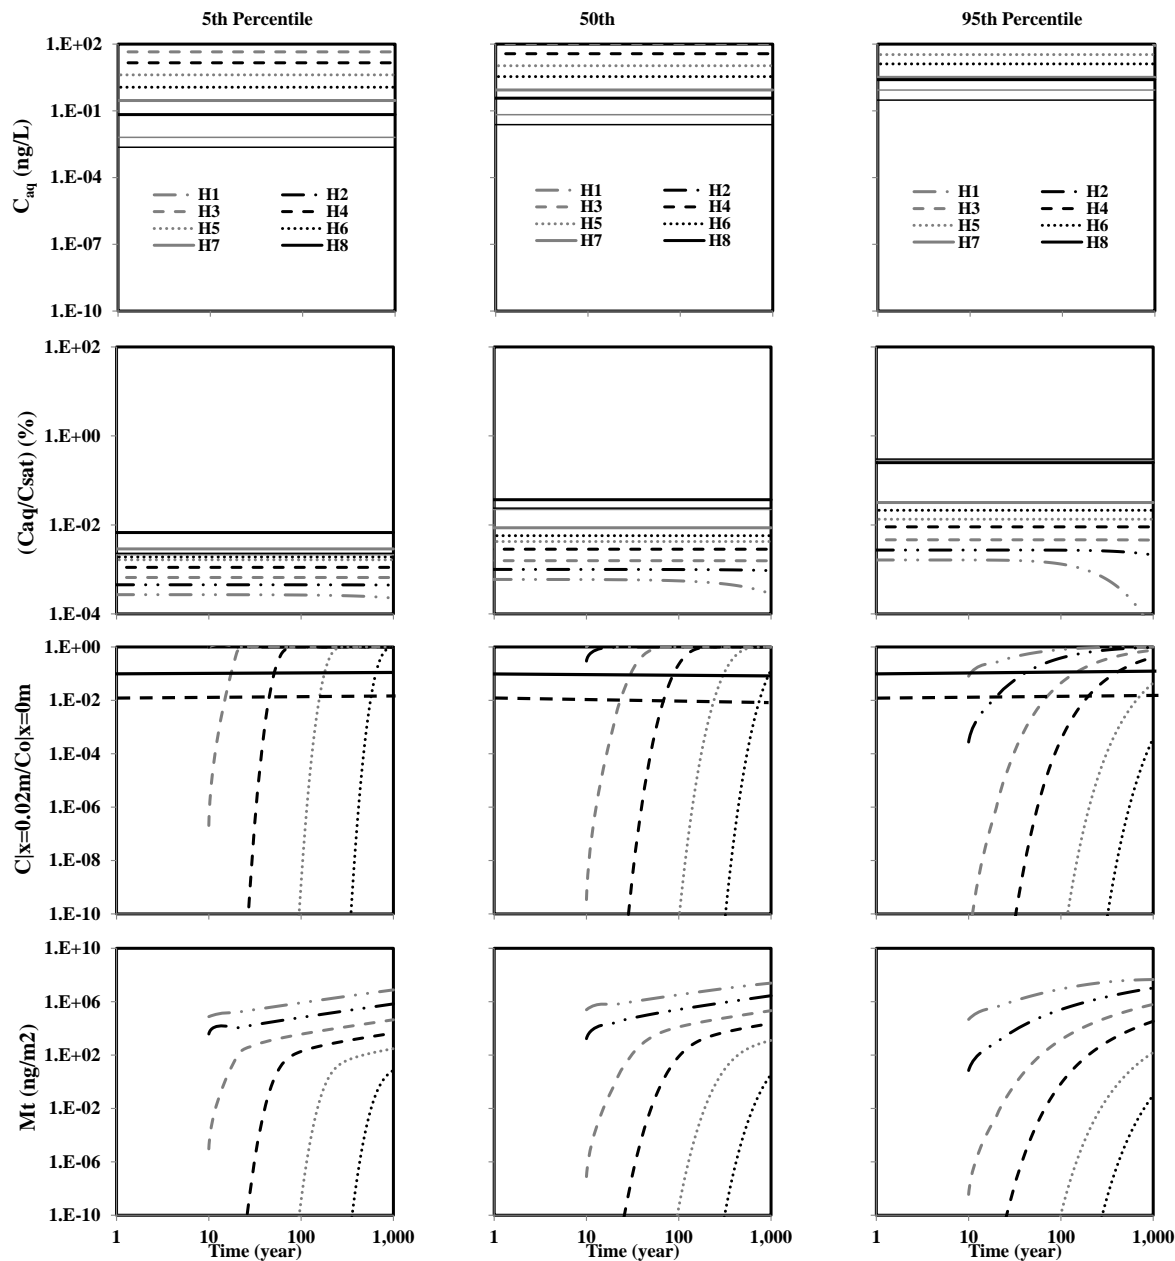 5th Percentile 50th 95th Percentile
C_aq (ng/L)
1.E+02
1.E-01
1.E-04
1.E-07
1.E-10
H1 H2
H3 H4
H5 H6
H7 H8
H1 H2
H3 H4
H5 H6
H7 H8
H1 H2
H3 H4
H5 H6
H7 H8
(Caq/Csat) (%)
1.E+02
1.E+00
1.E-02
1.E-04
C|x=0.02m/Co|x=0m
1.E+00
1.E-02
1.E-04
1.E-06
1.E-08
1.E-10
Mt (ng/m2)
1.E+10
1.E+06
1.E+02
1.E-02
1.E-06
1.E-10
1 10 100 1,000
Time (year)
1 10 100 1,000
Time (year)
1 10 100 1,000
Time (year)